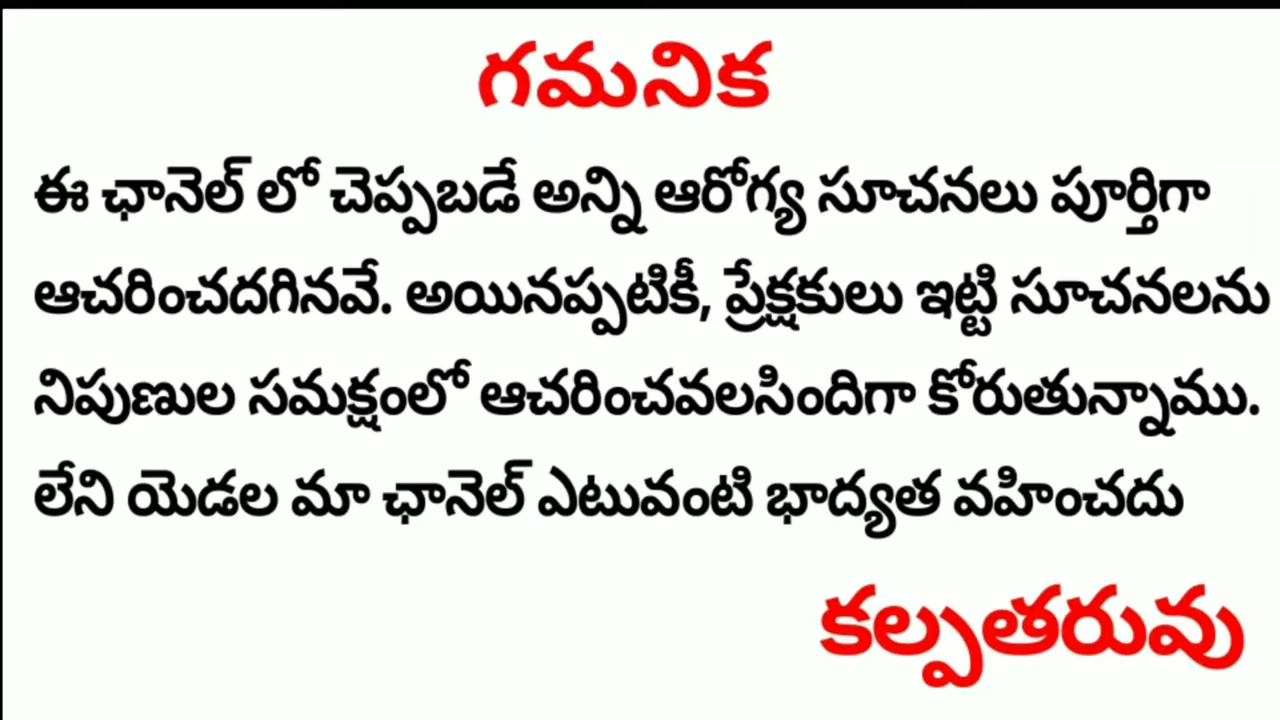 గమనిక
ఈ ఛానెల్ లో చెప్పబడే అన్ని ఆరోగ్య సూచనలు పూర్తిగా
ఆచరించదగినవే. అయినప్పటికీ, ప్రేక్షకులు ఇట్టి సూచనలను
నిపుణుల సమక్షంలో ఆచరించవలసిందిగా కోరుతున్నాము.
లేని యెడల మా ఛానెల్ ఎటువంటి భాద్యత వహించదు
కల్పతరువు